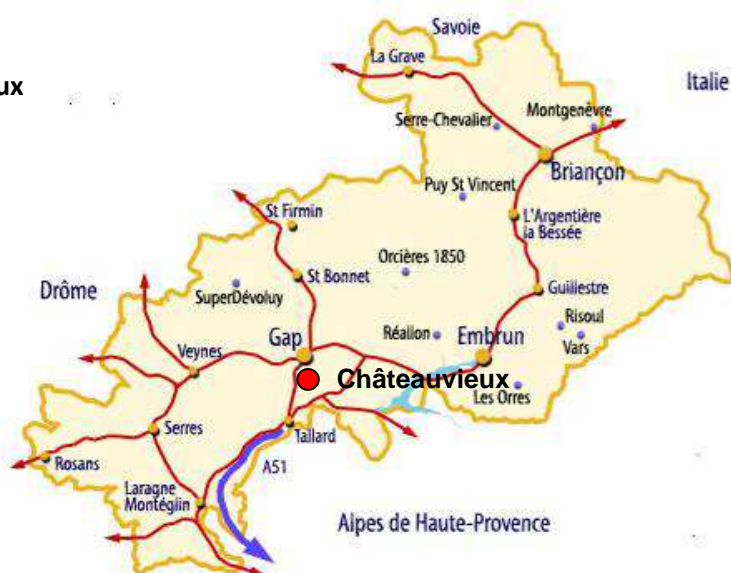 Savoie
La Grave
ux
Italie
Montgenèvre
Serre-Chevalier
Briançon
Puy St Vincent
St Firmin
L'Argentière
la Bessée
Orcières 1850
St Bonnet
Drôme
SuperDévoluy
Guillestre
Risoul
Réallon
Embrun
Gap
Vars
Veynes
Châteauvieux
Les Orres
Serres
Tallard
Rosans
A51
Laragne
Montéglin
Alpes de Haute-Provence